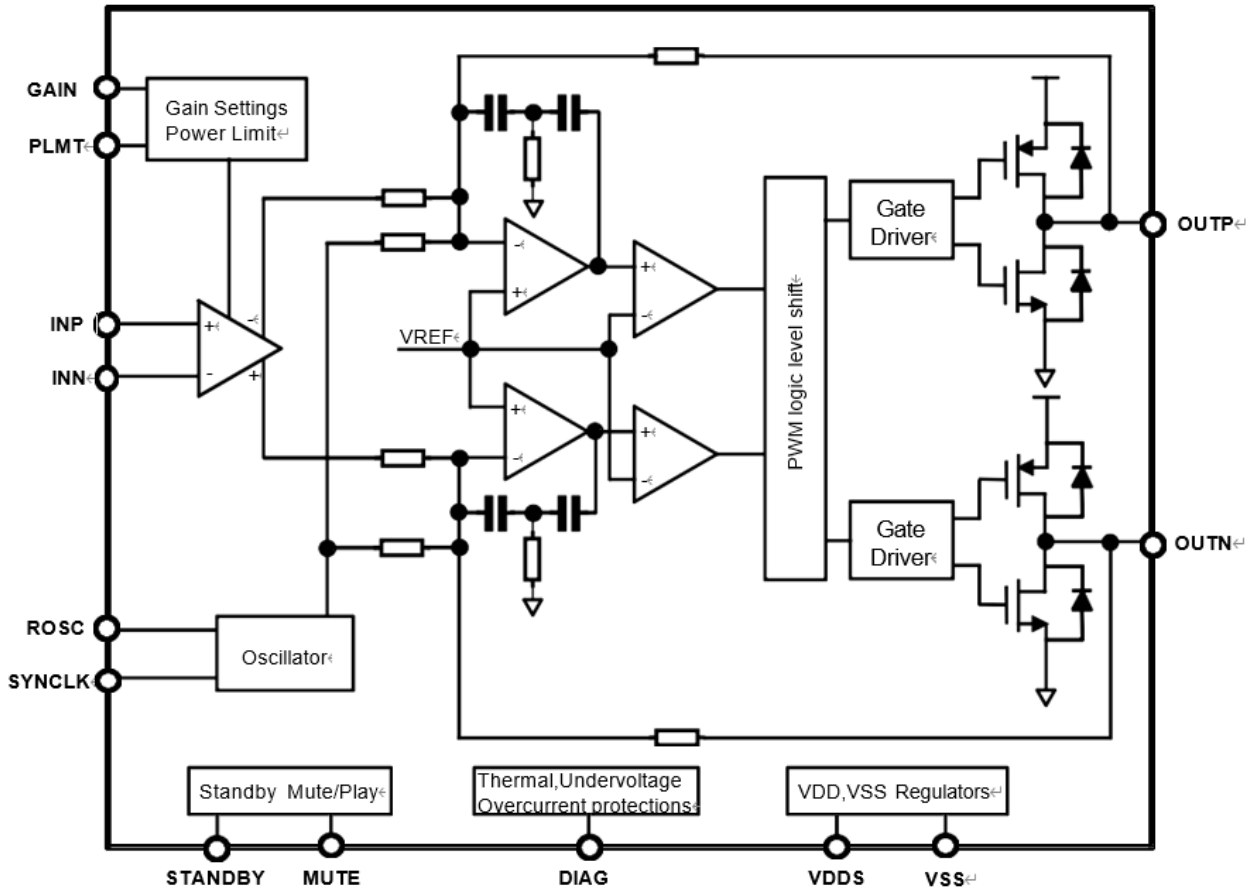 GAIN
Gain Settings
Power Limit
PLMT
INP
+
-
-
+
INN
VREF
-
+
+
-
+
-
+
-
PWM logic level shift
Gate
Driver
OUTP
Gate
Driver
OUTN
ROSC
Oscillator
SYNCLK
Standby Mute/Play
Thermal,Undervoltage
Overcurrent protections
VDD,VSS Regulators
STANDBY
MUTE
DIAG
VDDS
VSS